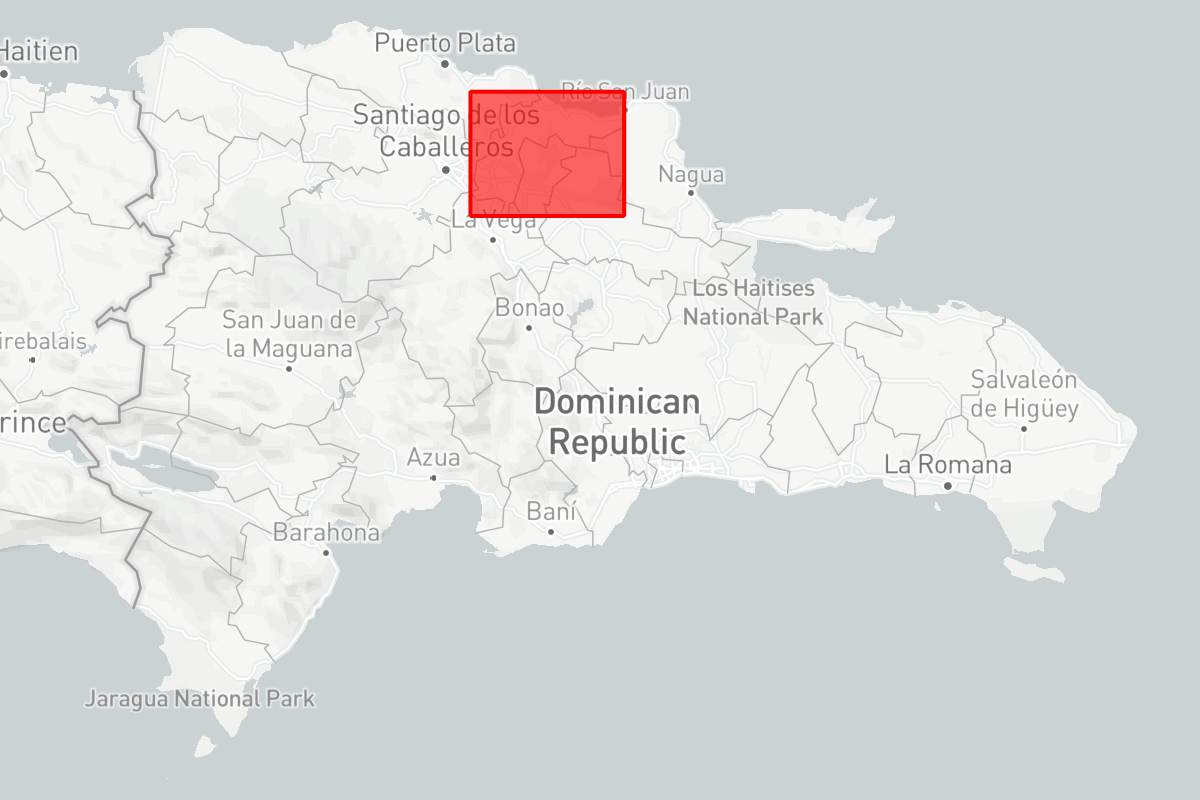 Haitien
Puerto Plata
Río San Juan
Santiago de los
Caballeros
Nagua
La Vega
Los Haitises
National Park
Bonao
San Juan de
la Maguana
irebalais
Salvaleón
de Higüey
Dominican
Republic
rince
Azua
La Romana
Baní
Barahona
Jaragua National Park